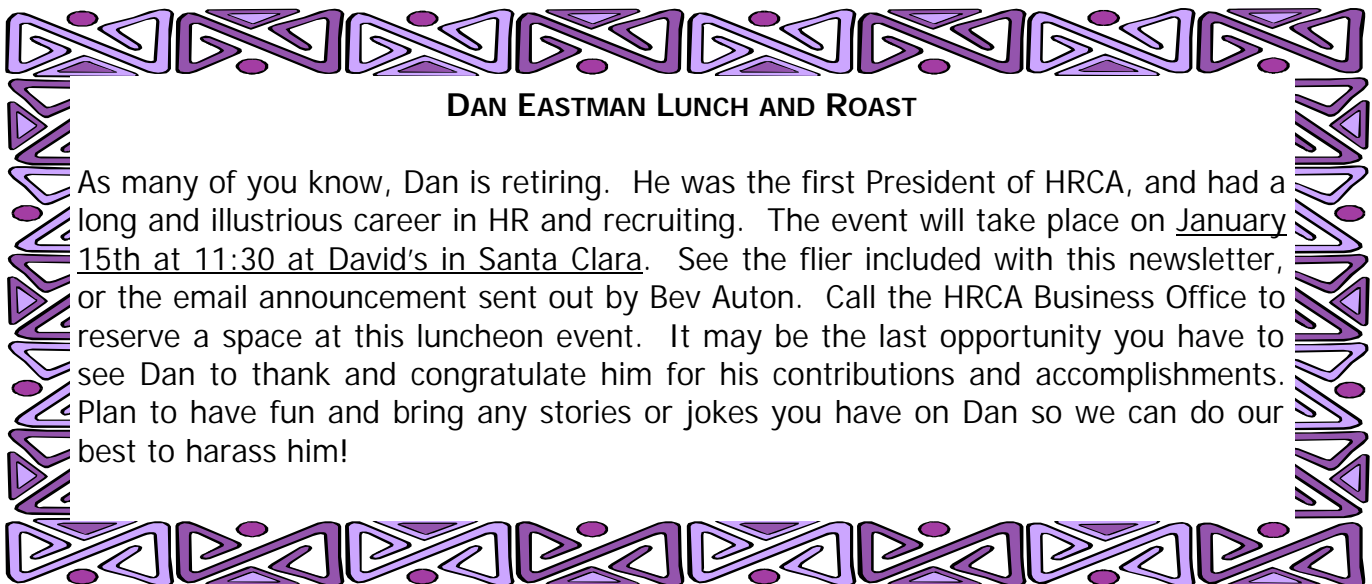 DAN EASTMAN LUNCH AND ROAST
As many of you know, Dan is retiring. He was the first President of HRCA, and had a
long and illustrious career in HR and recruiting. The event will take place on January
15th at 11:30 at David's in Santa Clara. See the flier included with this newsletter,
or the email announcement sent out by Bev Auton. Call the HRCA Business Office to
reserve a space at this luncheon event. It may be the last opportunity you have to
see Dan to thank and congratulate him for his contributions and accomplishments.
Plan to have fun and bring any stories or jokes you have on Dan so we can do our
best to harass him!